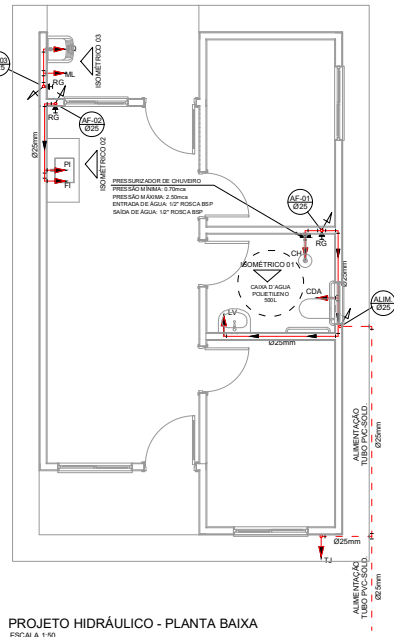 03
5
ISOMÉTRICO 03
ML
RG
AF-02
Ø25
RG
Ø25mm
ISOMÉTRICO 02
PI
FI
PRESSURIZADOR DE CHUVEIRO
PRESSÃO MÍNIMA: 0.70mca
PRESSÃO MÁXIMA: 2.50mca
ENTRADA DE ÁGUA: 1/2" ROSCA BSP
SAÍDA DE ÁGUA: 1/2" ROSCA BSP
AF-01
Ø25
RG
CH
ISOMÉTRICO 01
CAIXA D'AGUA
POLIETILENO
500L
CDA
Ø25mm
ALIM.
Ø25
LV
Ø25mm
ALIMENTAÇÃO
TUBO PVC-SOLD.
Ø25mm
Ø25mm
TJ
ALIMENTAÇÃO
TUBO PVC-SOLD.
Ø25mm
PROJETO HIDRÁULICO - PLANTA BAIXA
ESCALA 1:50